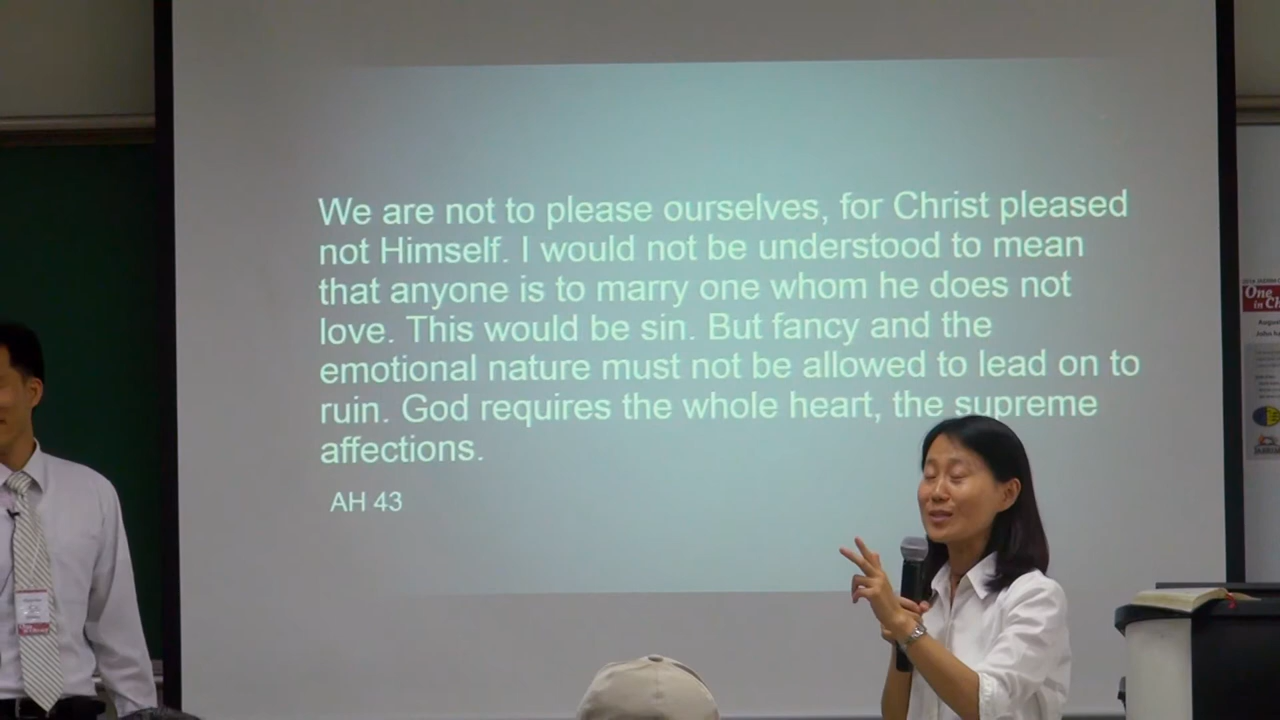 We are not to please ourselves, for Christ pleased
not Himself. I would not be understood to mean
that anyone is to marry one whom he does not
love. This would be sin. But fancy and the
emotional nature must not be allowed to lead on to
ruin. God requires the whole heart, the supreme
affections.
AH 43
One
in Ch